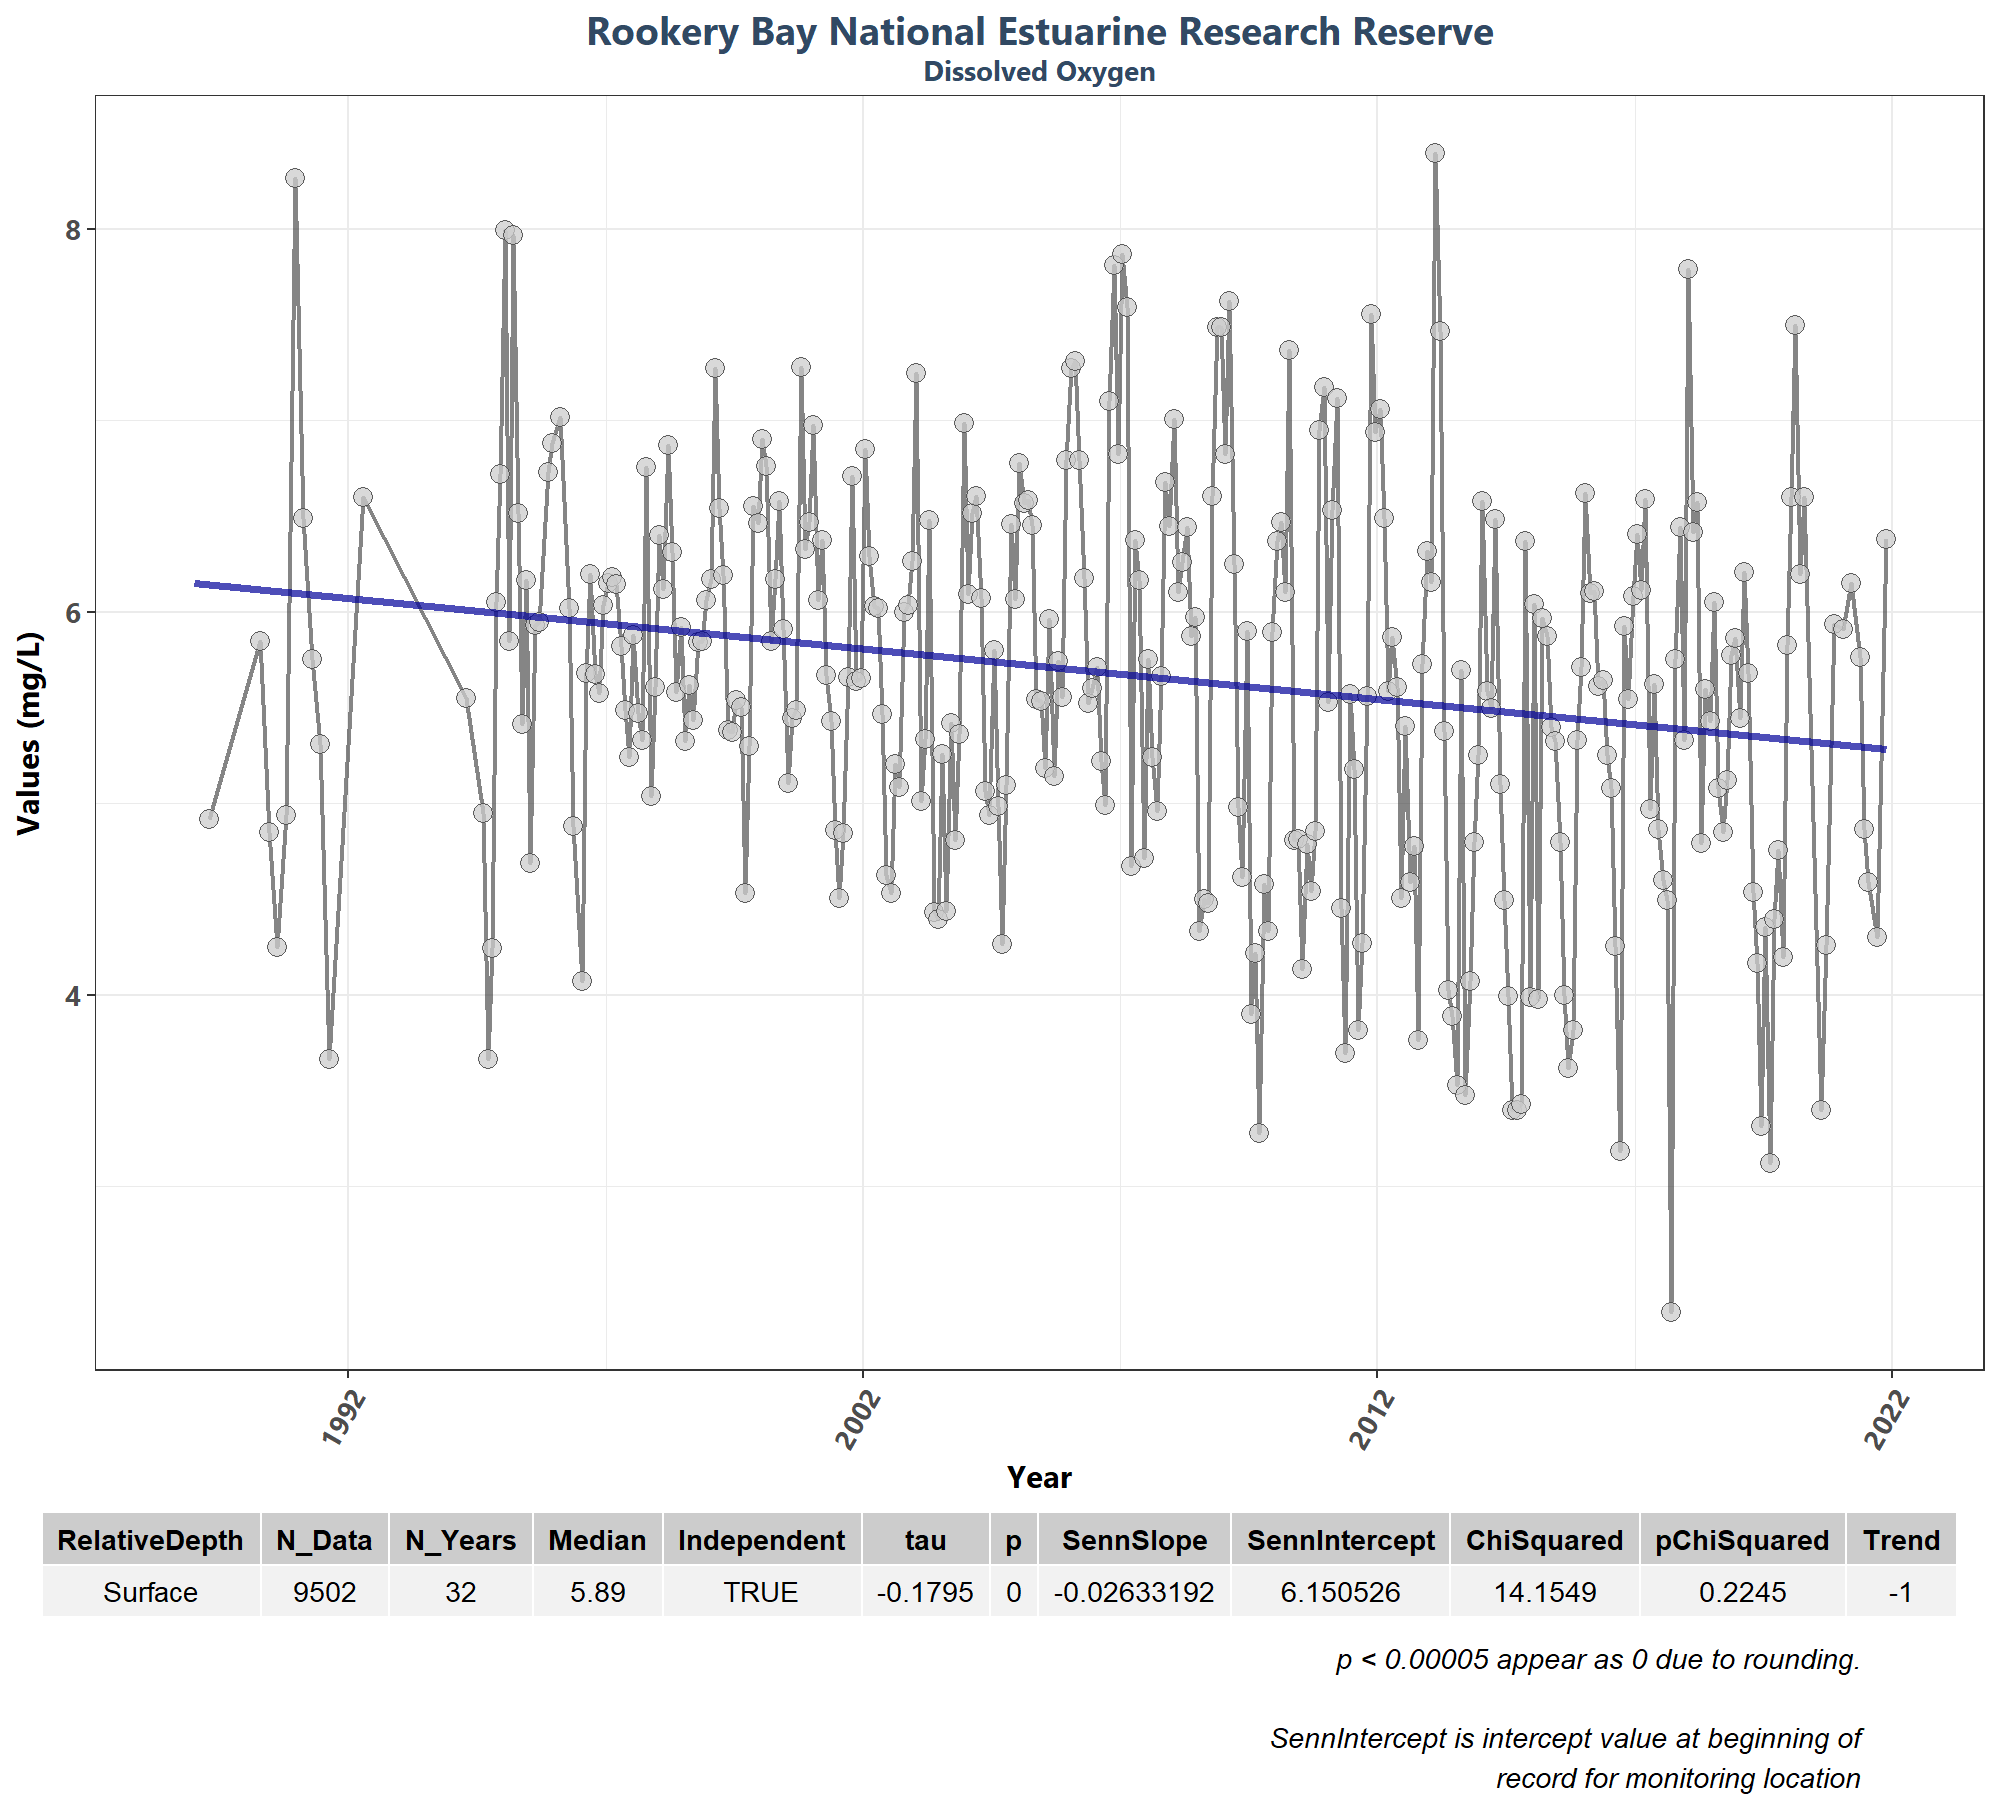 Rookery Bay National Estuarine Research Reserve
Dissolved Oxygen
Values (mg/L)
8
6
4
1992
2002
2012
2022
Year
RelativeDepth N_Data N_Years Median Independent tau p SennSlope SennIntercept ChiSquared pChiSquared Trend
Surface 9502 32 5.89 TRUE -0.1795 0 -0.02633192 6.150526 14.1549 0.2245 -1
p < 0.00005 appear as 0 due to rounding.
SennIntercept is intercept value at beginning of
record for monitoring location